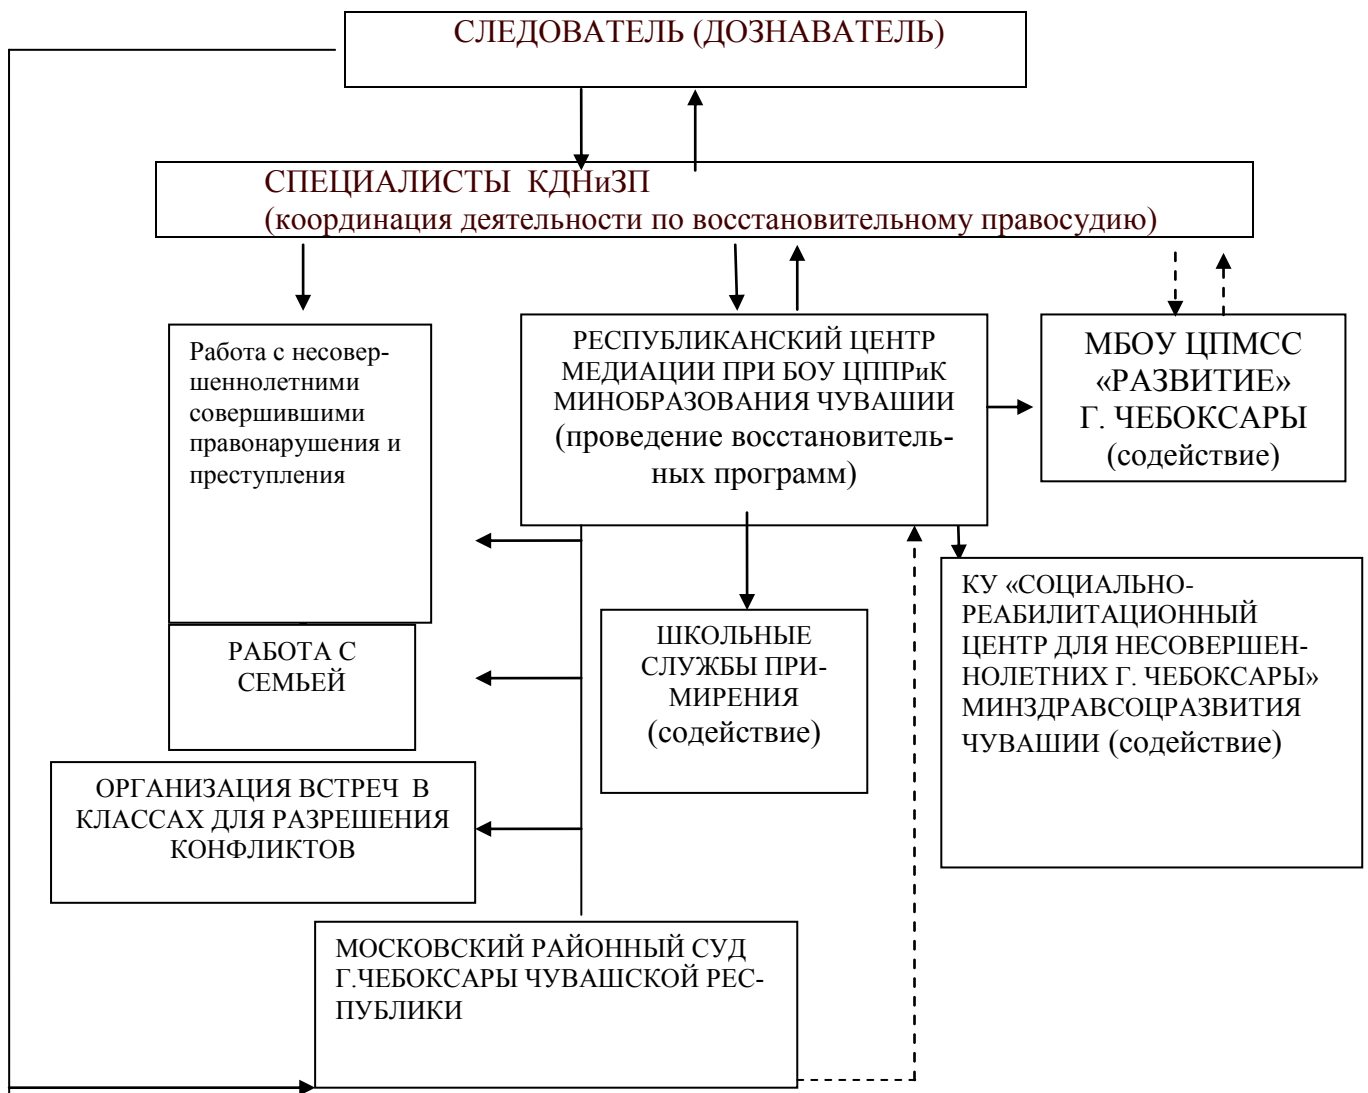 СЛЕДОВАТЕЛЬ (ДОЗНАВАТЕЛЬ)
СПЕЦИАЛИСТЫ КДНиЗП
(координация деятельности по восстановительному правосудию)
Работа с несовер-
шеннолетними
совершившими
правонарушения и
преступления
РЕСПУБЛИКАНСКИЙ ЦЕНТР
МЕДИАЦИИ ПРИ БОУ ЦППРиК
МИНОБРАЗОВАНИЯ ЧУВАШИИ
(проведение восстановитель-
ных программ)
МБОУ ЦПМСС
«РАЗВИТИЕ»
Г. ЧЕБОКСАРЫ
(содействие)
РАБОТА С
СЕМЬЕЙ
ШКОЛЬНЫЕ
СЛУЖБЫ ПРИ-
МИРЕНИЯ
(содействие)
КУ «СОЦИАЛЬНО-
РЕАБИЛИТАЦИОННЫЙ
ЦЕНТР ДЛЯ НЕСОВЕРШЕН-
НОЛЕТНИХ Г. ЧЕБОКСАРЫ»
МИНЗДРАВСОЦРАЗВИТИЯ
ЧУВАШИИ (содействие)
ОРГАНИЗАЦИЯ ВСТРЕЧ В
КЛАССАХ ДЛЯ РАЗРЕШЕНИЯ
КОНФЛИКТОВ
МОСКОВСКИЙ РАЙОННЫЙ СУД
Г.ЧЕБОКСАРЫ ЧУВАШСКОЙ РЕС-
ПУБЛИКИ